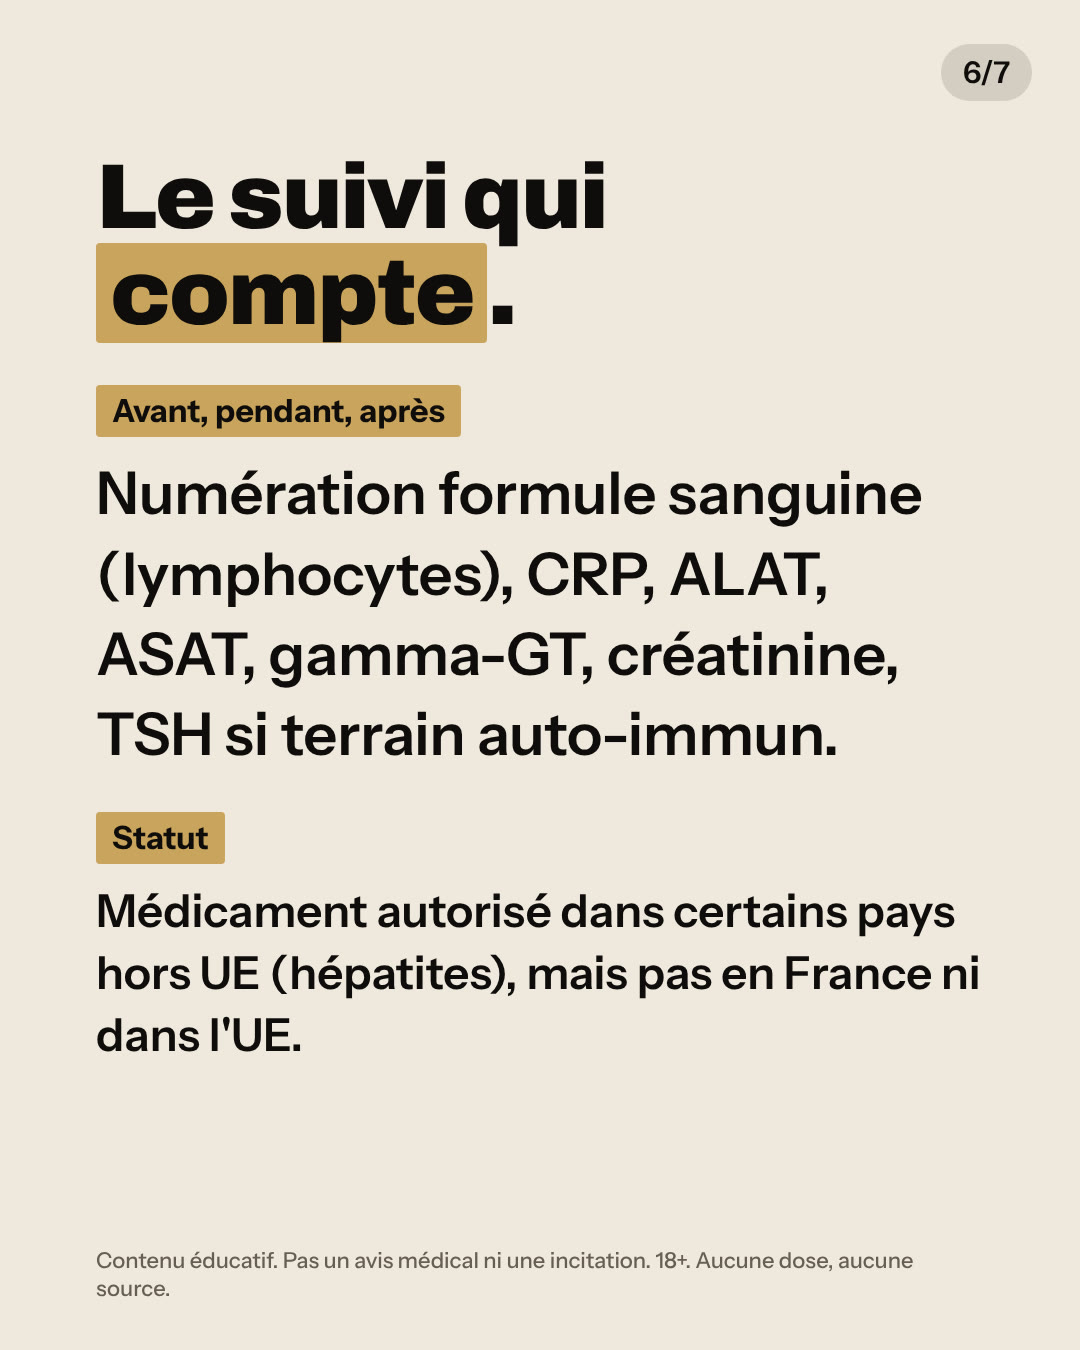 6/7
Le suivi qui
compte.
Avant, pendant, après
Numération formule sanguine
(lymphocytes), CRP, ALAT,
ASAT, gamma-GT, créatinine,
TSH si terrain auto-immun.
Statut
Médicament autorisé dans certains pays
hors UE (hépatites), mais pas en France ni
dans l'UE.
Contenu éducatif. Pas un avis médical ni une incitation. 18+. Aucune dose, aucune
source.